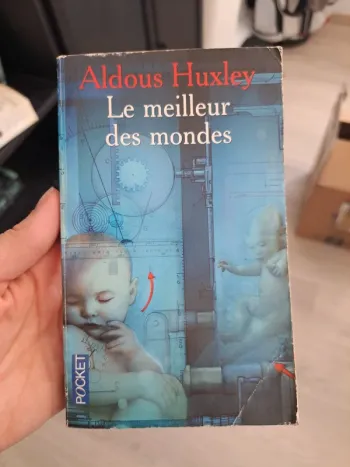 Aldous Huxley
Le meilleur
des mondes
POCKET